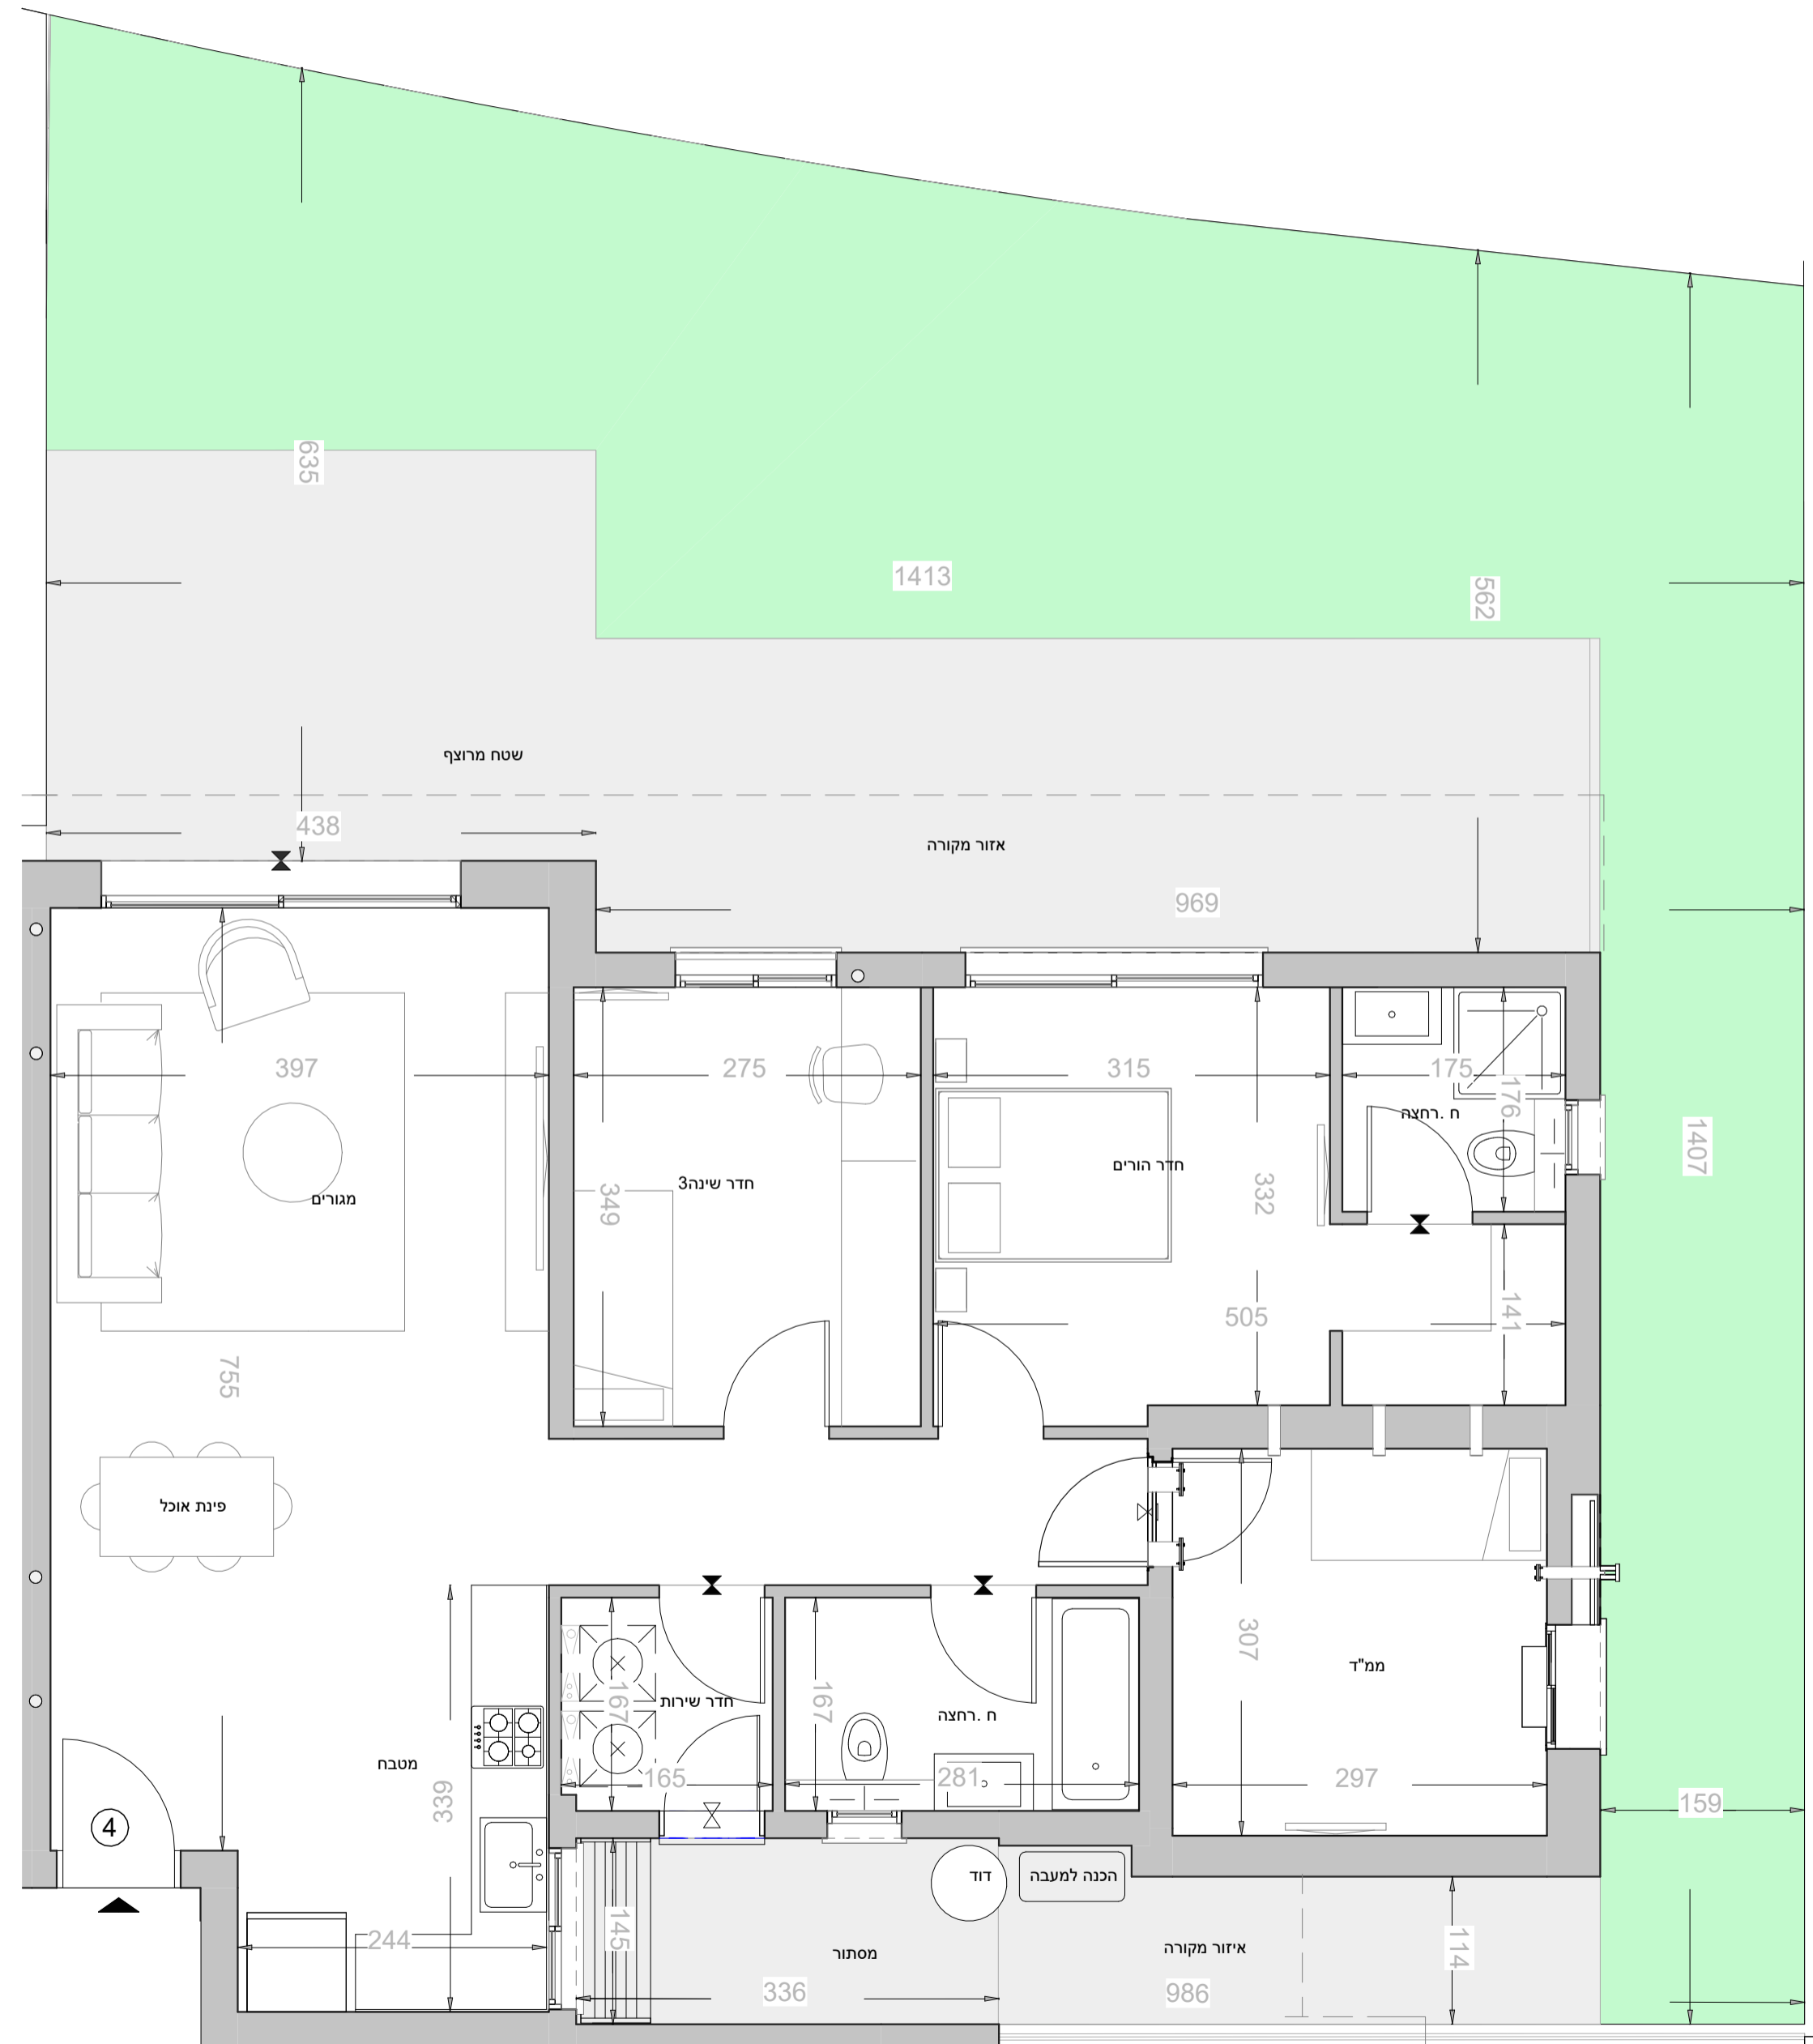 635
1413
562
שטח מרוצף
438
אזור מקורה
969
397
275
315
175
176
ח .רחצה
1407
חדר הורים
חדר שינה3
מגורים
349
332
505
141
755
פינת אוכל
307
ממ"ד
167
חדר שירות
167
ח .רחצה
מטבח
165
281
297
339
159
4
דוד
הכנה למעבה
244
145
מסתור
איזור מקורה
114
336
986